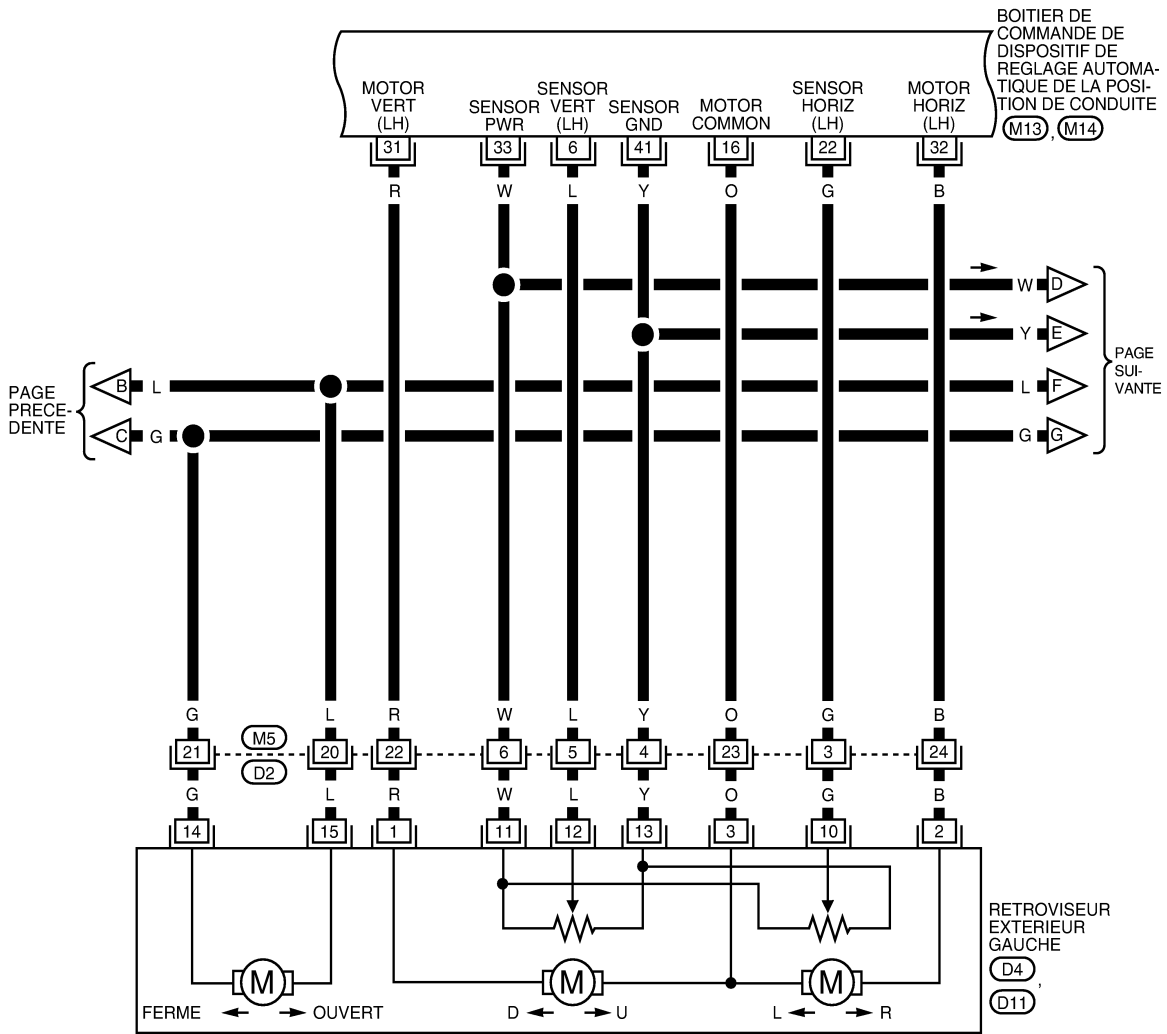 BOITIER DE
COMMANDE DE
DISPOSITIF DE
REGLAGE AUTOMA-
TIQUE DE LA POSI-
TION DE CONDUITE
M13 , M14
MOTOR
VERT
(LH)
SENSOR
PWR
SENSOR
VERT
(LH)
SENSOR
GND
MOTOR
COMMON
SENSOR
HORIZ
(LH)
MOTOR
HORIZ
(LH)
31 33 6 41 16 22 32
R W L Y O G B
W D
Y E
B L L F
C G G G
PAGE
PRECE-
DENTE
PAGE
SUI-
VANTE
G L R W L Y O G B
M5
21 20 22 6 5 4 23 3 24
D2
G L R W L Y O G B
14 15 1 11 12 13 3 10 2
M M M
FERME OUVERT D U L R
RETROVISEUR
EXTERIEUR
GAUCHE
D4 ,
D11